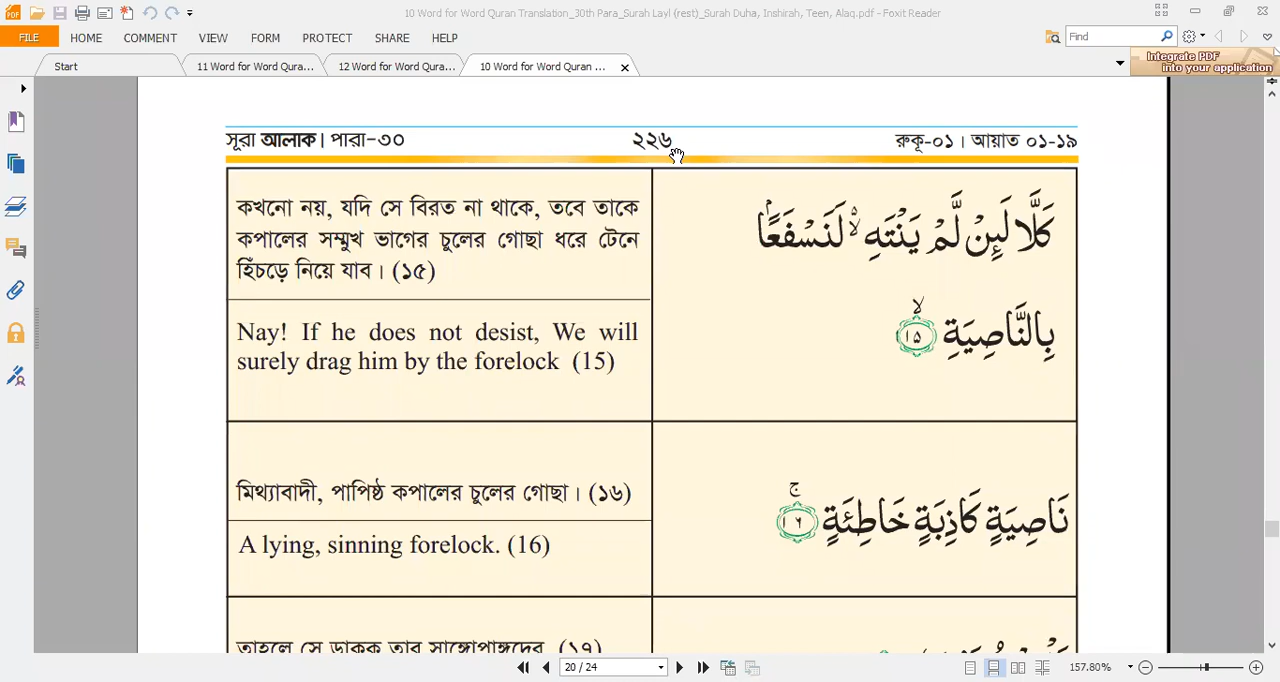 10 Word for Word Quran Translation_30th Para_Surah Layl (rest)_Surah Duha, Inshirah, Teen, Alaq.pdf - Foxit Reader
FILE HOME COMMENT VIEW FORM PROTECT SHARE HELP Find
Integrate PDF
into your application
Start 11 Word for Word Qura... 12 Word for Word Qura... 10 Word for Word Quran ...
সূরা আলাক। পারা-৩০ ২২৬ রুকু-০১। আয়াত ০১-১৯
কখনো নয়, যদি সে বিরত না থাকে, তবে তাকে
কপালের সম্মুখ ভাগের চুলের গোছা ধরে টেনে
হিঁচড়ে নিয়ে যাব। (১৫)
Nay! If he does not desist, We will
surely drag him by the forelock (15)
كَلَّا لَئِنْ لَّمْ يَنْتَهِ ۙ لَنَسْفَعًۢا
بِالنَّاصِيَةِ ۙ ١٥
মিথ্যাবাদী, পাপিষ্ঠ কপালের চুলের গোছা। (১৬)
A lying, sinning forelock. (16)
نَاصِيَةٍ كَاذِبَةٍ خَاطِئَةٍ ۚ ١٦
তাহলে সে ডাকুক তার সাঙ্গোপাঙ্গদের (১৭)
20 / 24 157.80%